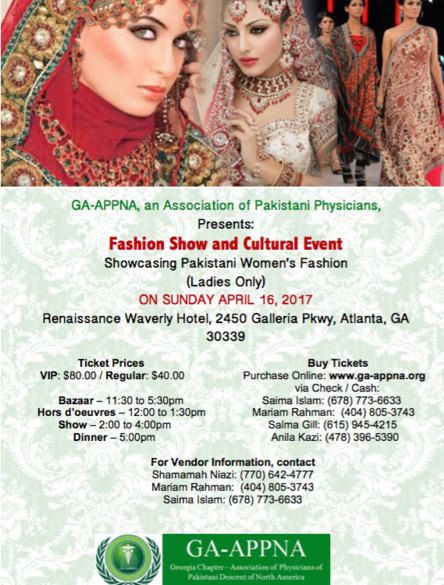 GA-APPNA, an Association of Pakistani Physicians,
Presents:
Fashion Show and Cultural Event
Showcasing Pakistani Women's Fashion
(Ladies Only)
ON SUNDAY APRIL 16, 2017
Renaissance Waverly Hotel, 2450 Galleria Pkwy, Atlanta, GA
30339
Ticket Prices
VIP: $80.00 / Regular: $40.00
Bazaar – 11:30 to 5:30pm
Hors d'oeuvres – 12:00 to 1:30pm
Show – 2:00 to 4:00pm
Dinner – 5:00pm
Buy Tickets
Purchase Online: www.ga-appna.org
via Check / Cash:
Saima Islam: (678) 773-6633
Mariam Rahman: (404) 805-3743
Salma Gill: (615) 945-4215
Anila Kazi: (478) 396-5390
For Vendor Information, contact
Shamamah Niazi: (770) 642-4777
Mariam Rahman: (404) 805-3743
Saima Islam: (678) 773-6633
GA-APPNA
Georgia Chapter – Association of Physicians of
Pakistani Descent of North America